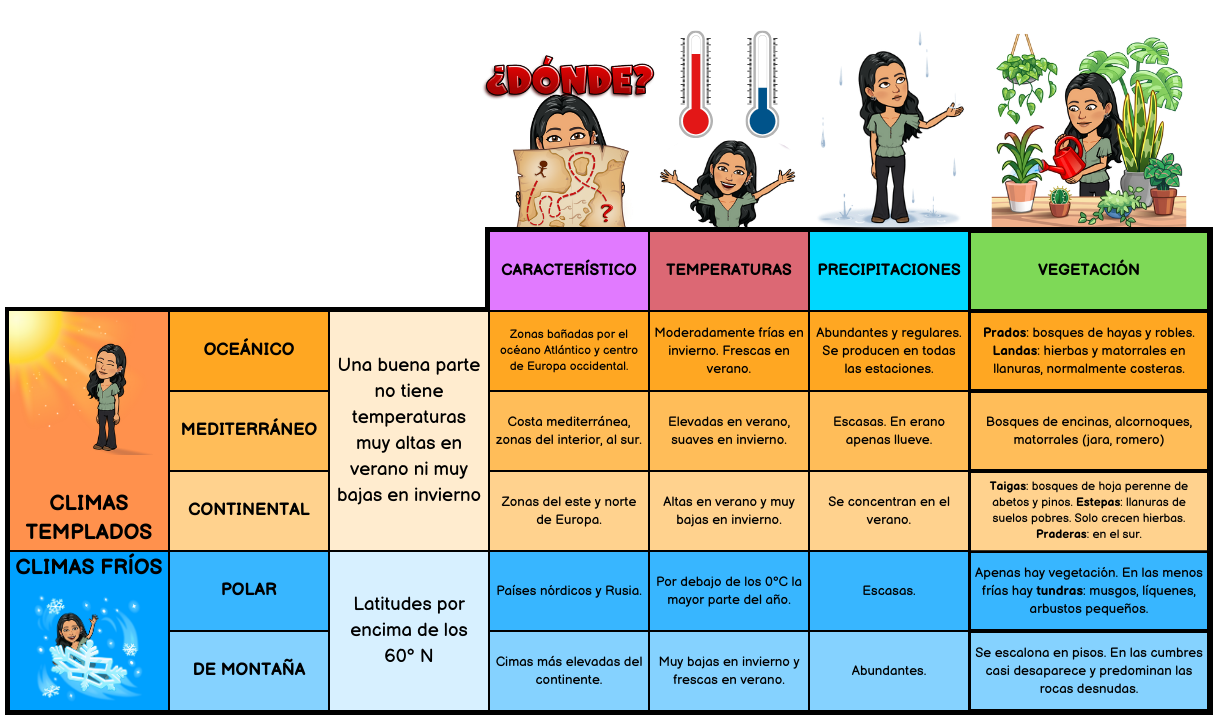 ¿DÓNDE?
?
CARACTERÍSTICO
TEMPERATURAS
PRECIPITACIONES
VEGETACIÓN
CLIMAS
TEMPLADOS
Una buena parte
no tiene
temperaturas
muy altas en
verano ni muy
bajas en invierno
OCEÁNICO
Zonas bañadas por el
océano Atlántico y centro
de Europa occidental.
Moderadamente frías en
invierno. Frescas en
verano.
Abundantes y regulares.
Se producen en todas
las estaciones.
Prados: bosques de hayas y robles.
Landas: hierbas y matorrales en
llanuras, normalmente costeras.
MEDITERRÁNEO
Costa mediterránea,
zonas del interior, al sur.
Elevadas en verano,
suaves en invierno.
Escasas. En erano
apenas llueve.
Bosques de encinas, alcornoques,
matorrales (jara, romero)
CONTINENTAL
Zonas del este y norte
de Europa.
Altas en verano y muy
bajas en invierno.
Se concentran en el
verano.
Taigas: bosques de hoja perenne de
abetos y pinos. Estepas: llanuras de
suelos pobres. Solo crecen hierbas.
Praderas: en el sur.
CLIMAS FRÍOS
Latitudes por
encima de los
60° N
POLAR
Países nórdicos y Rusia.
Por debajo de los 0°C la
mayor parte del año.
Escasas.
Apenas hay vegetación. En las menos
frías hay tundras: musgos, líquenes,
arbustos pequeños.
DE MONTAÑA
Cimas más elevadas del
continente.
Muy bajas en invierno y
frescas en verano.
Abundantes.
Se escalona en pisos. En las cumbres
casi desaparece y predominan las
rocas desnudas.